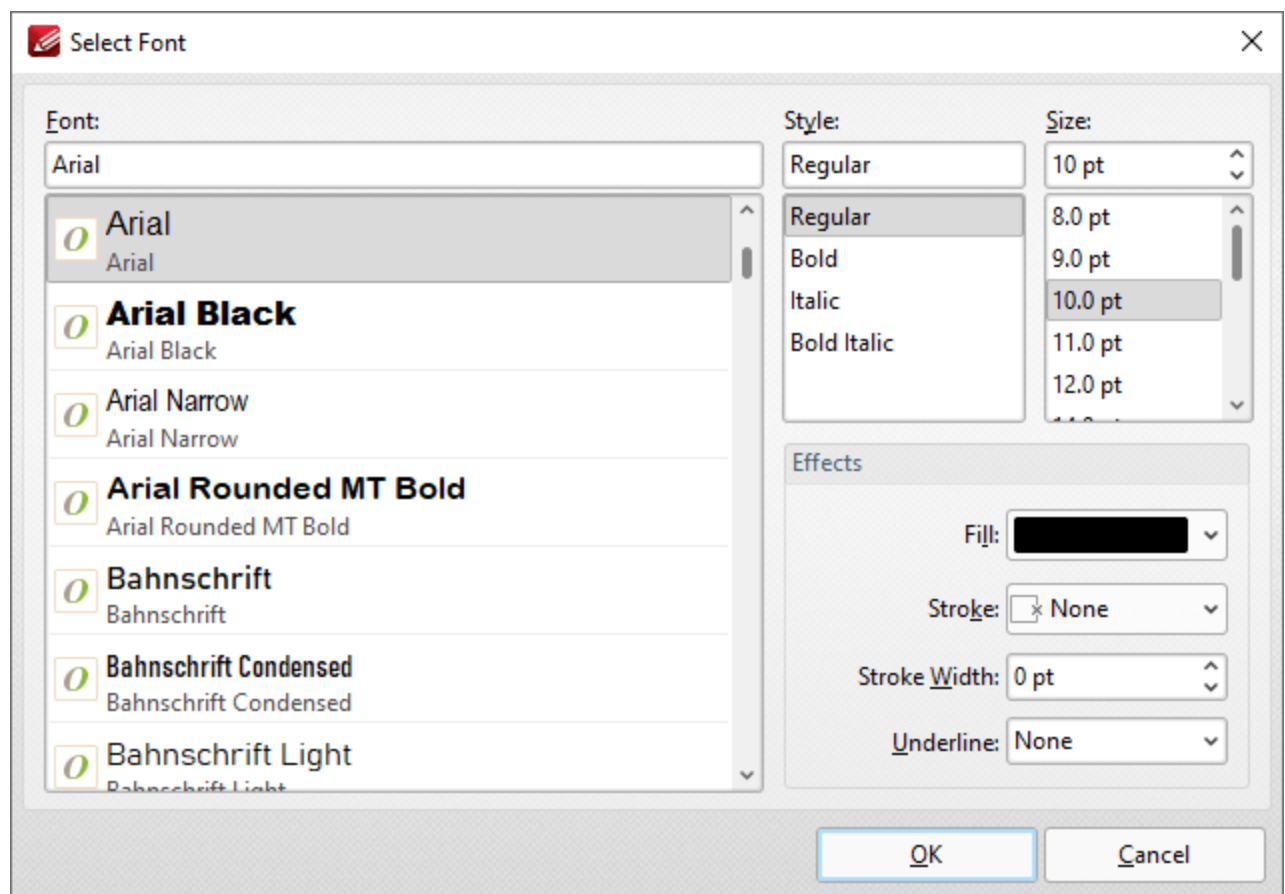 Select Font
Font:
Arial
Arial
Arial
Arial Black
Arial Black
Arial Narrow
Arial Narrow
Arial Rounded MT Bold
Arial Rounded MT Bold
Bahnschrift
Bahnschrift
Bahnschrift Condensed
Bahnschrift Condensed
Bahnschrift Light
Bahnschrift Light
Style:
Regular
Regular
Bold
Italic
Bold Italic
Size:
10 pt
8.0 pt
9.0 pt
10.0 pt
11.0 pt
12.0 pt
Effects
Fill:
Stroke: None
Stroke Width: 0 pt
Underline: None
OK
Cancel